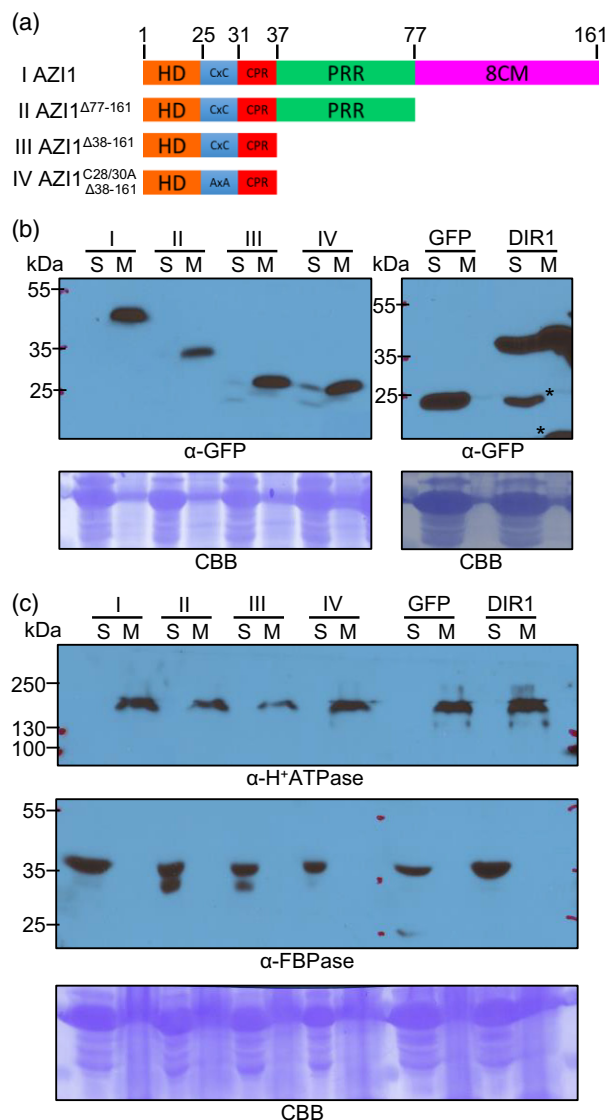 (a)
1 25 31 37 77 161
I AZI1 HD CxC CPR PRR 8CM
II AZI1Δ77-161 HD CxC CPR PRR
III AZI1Δ38-161 HD CxC CPR
IV AZI1C28/30A Δ38-161 HD AxA CPR
(b)
I II III IV GFP DIR1
kDa S M S M S M S M kDa S M S M
55 55
35 35
25 25 *
*
α-GFP α-GFP
CBB CBB
(c)
I II III IV GFP DIR1
kDa S M S M S M S M S M S M
250
130
100
α-H+ATPase
55
35
25
α-FBPase
CBB